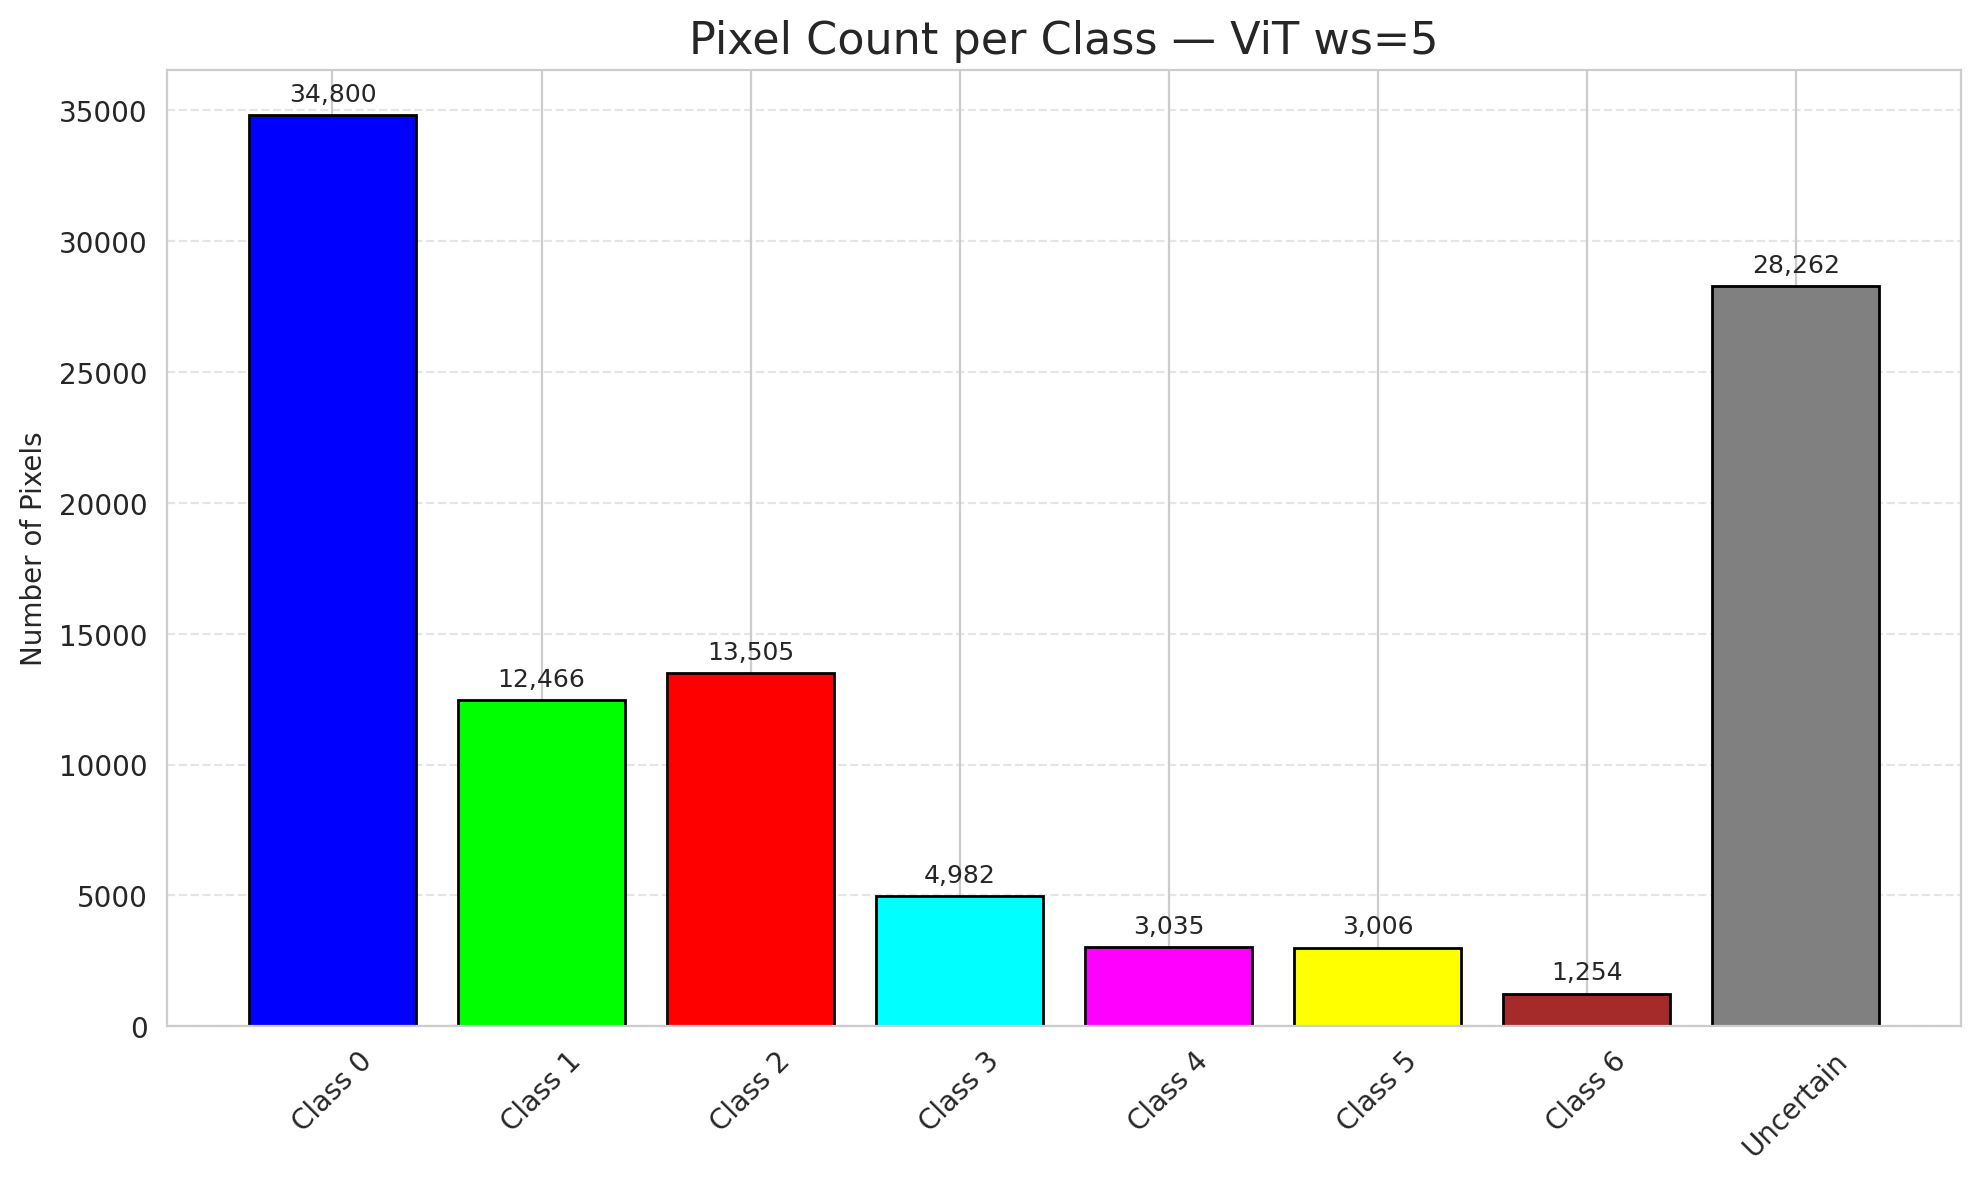 Pixel Count per Class — ViT ws=5
Number of Pixels
35000
30000
25000
20000
15000
10000
5000
0
34,800
12,466
13,505
4,982
3,035
3,006
1,254
28,262
Class 0
Class 1
Class 2
Class 3
Class 4
Class 5
Class 6
Uncertain